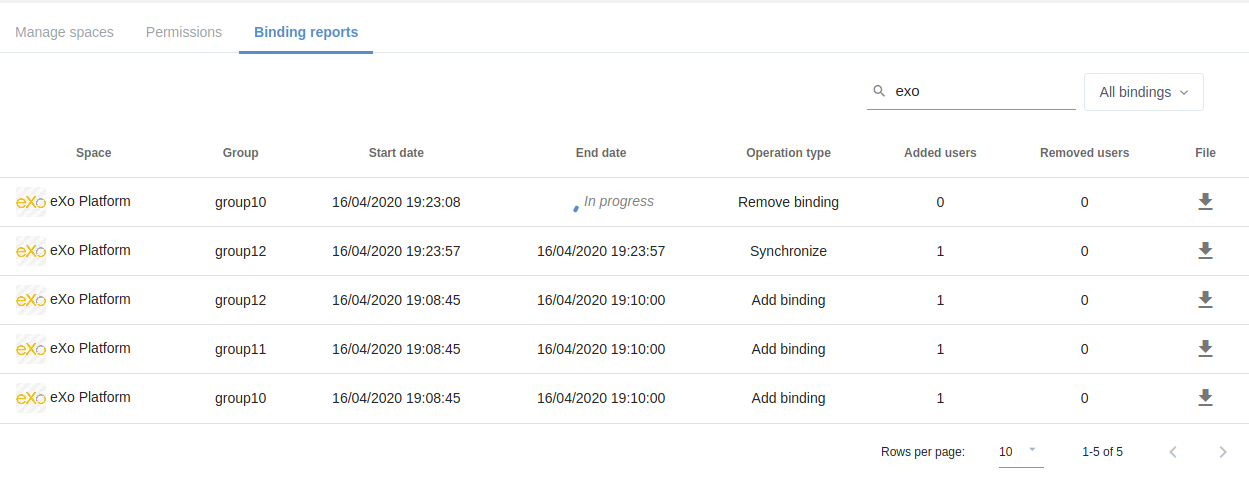 Manage spaces Permissions Binding reports
exo All bindings
Space Group Start date End date Operation type Added users Removed users File
eXo eXo Platform group10 16/04/2020 19:23:08 In progress Remove binding 0 0
eXo eXo Platform group12 16/04/2020 19:23:57 16/04/2020 19:23:57 Synchronize 1 0
eXo eXo Platform group12 16/04/2020 19:08:45 16/04/2020 19:10:00 Add binding 1 0
eXo eXo Platform group11 16/04/2020 19:08:45 16/04/2020 19:10:00 Add binding 1 0
eXo eXo Platform group10 16/04/2020 19:08:45 16/04/2020 19:10:00 Add binding 1 0
Rows per page: 10 1-5 of 5